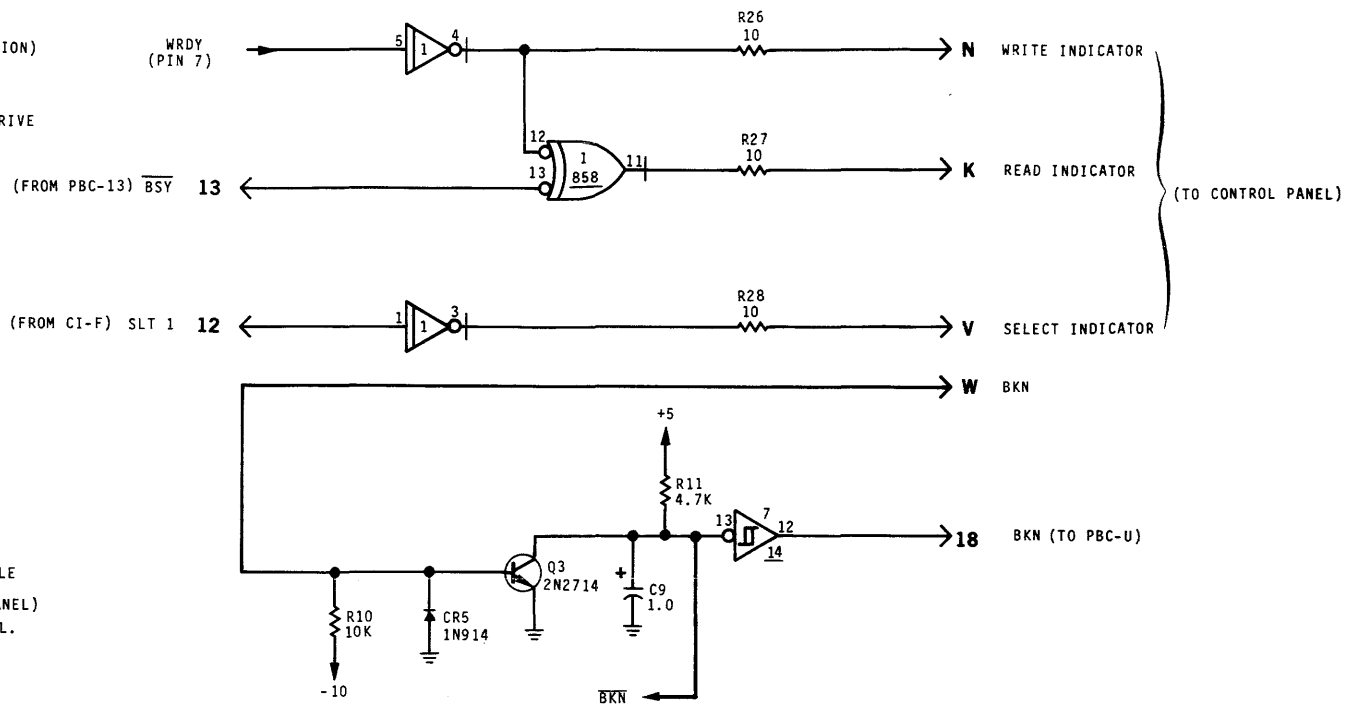 ION)
WRDY
(PIN 7)
5
1
4
R26
10
N WRITE INDICATOR
RIVE
12
13
1
858
11
R27
10
K READ INDICATOR
(FROM PBC-13) B̅S̅Y̅ 13
(TO CONTROL PANEL)
(FROM CI-F) SLT 1 12
1
1
3
R28
10
V SELECT INDICATOR
W BKN
+5
R11
4.7K
13
7
12
14
18 BKN (TO PBC-U)
LE
ANEL)
L.
R10
10K
-10
CR5
1N914
Q3
2N2714
+
C9
1.0
B̅K̅N̅